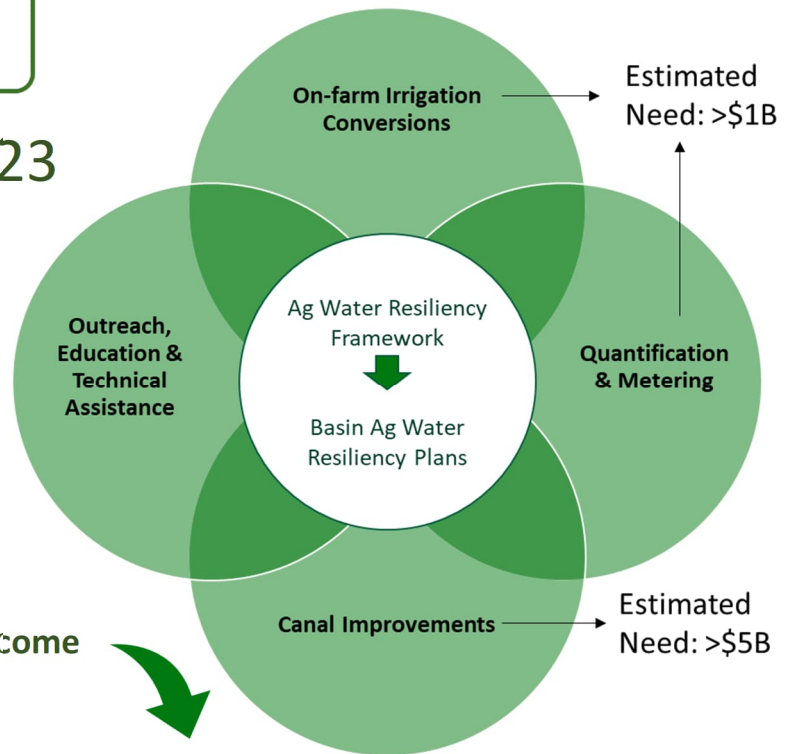 On-farm Irrigation
Conversions
Estimated
Need: >$1B
23
Outreach,
Education &
Technical
Assistance
Ag Water Resiliency
Framework
Basin Ag Water
Resiliency Plans
Quantification
& Metering
Canal Improvements
Estimated
Need: >$5B
come